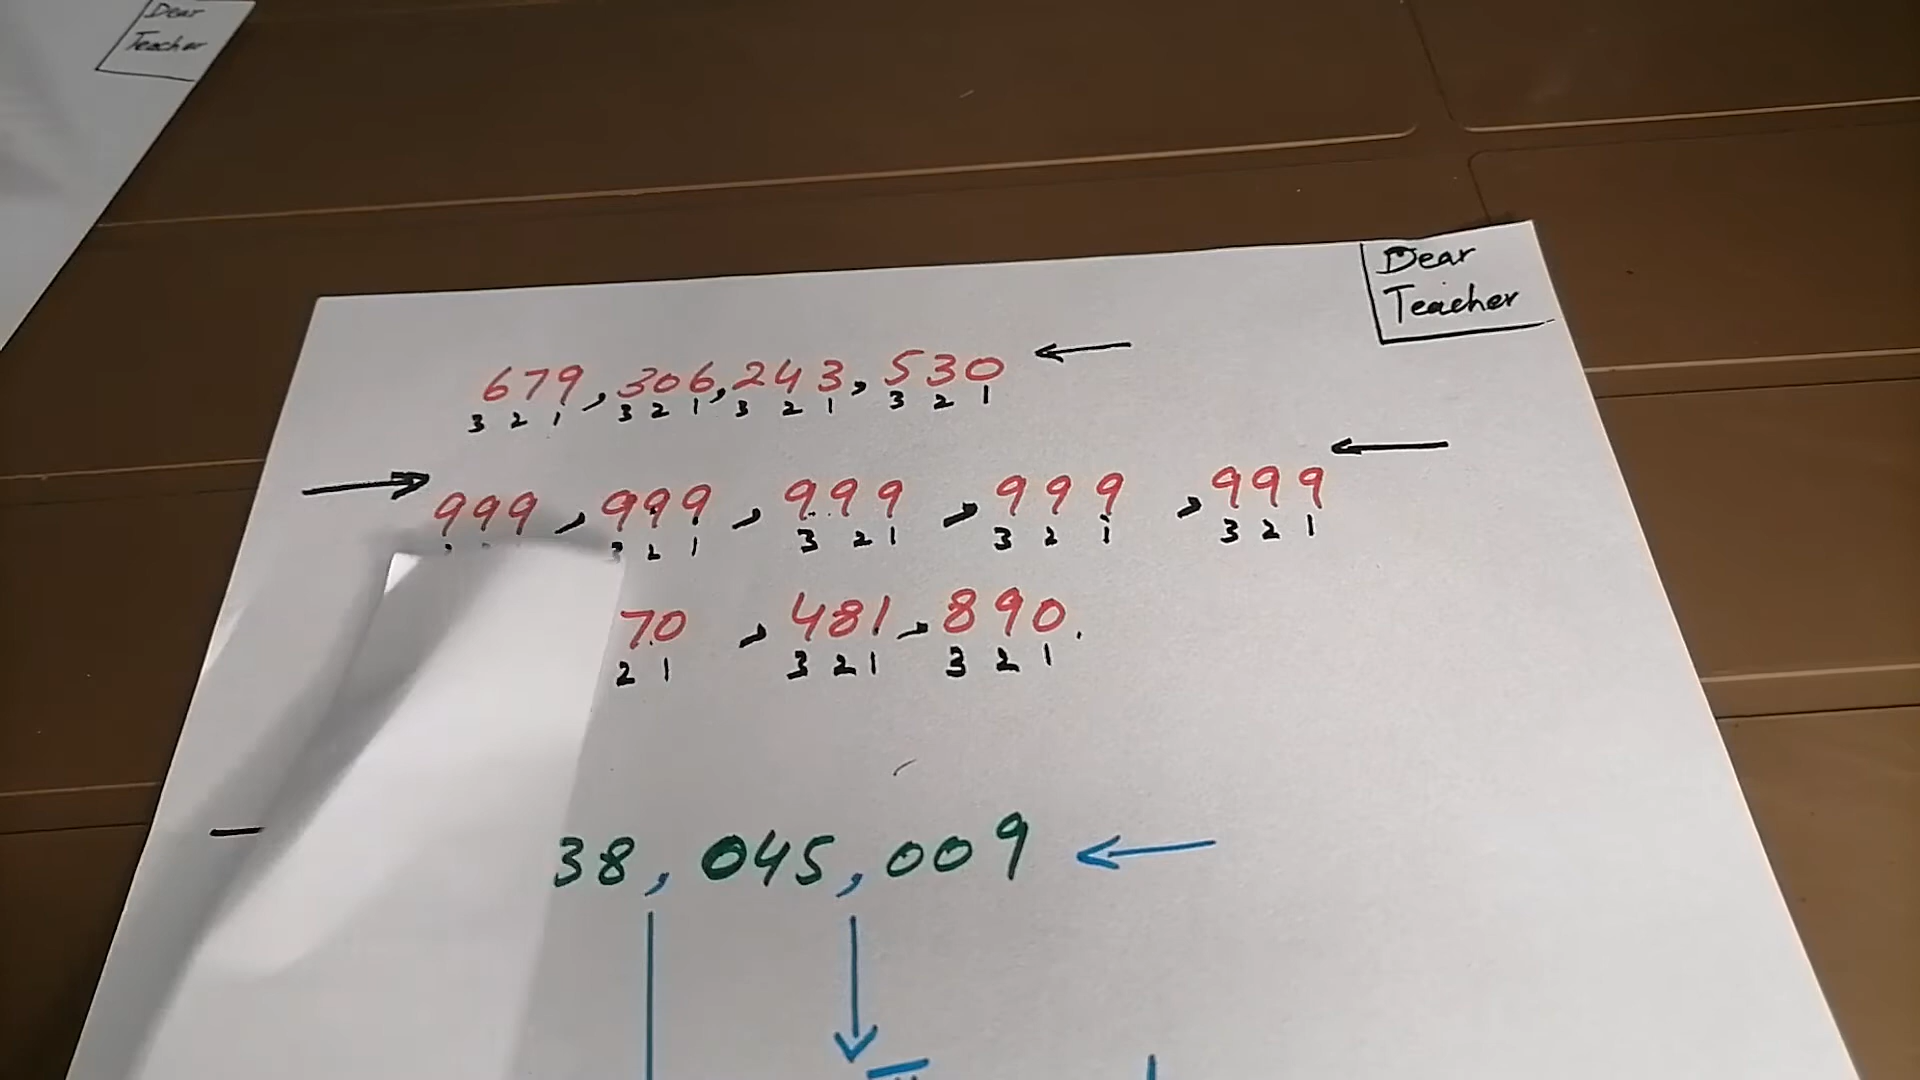 Dear
Teacher
Dear
Teacher
679,306,243,530 ←
3 2 1 3 2 1 3 2 1 3 2 1
→ 999,999,999,999,999 ←
3 2 1 3 2 1 3 2 1 3 2 1
70,481,890.
2 1 3 2 1 3 2 1
38,045,009 ←